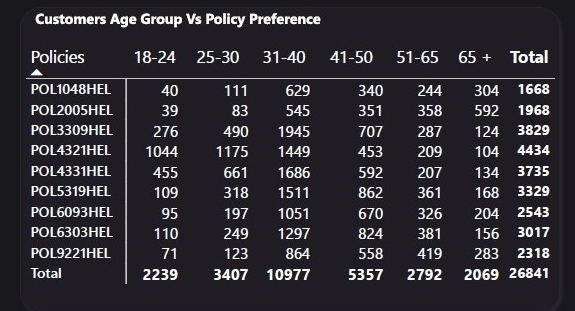 Customers Age Group Vs Policy Preference
Policies 18-24 25-30 31-40 41-50 51-65 65 + Total
POL1048HEL 40 111 629 340 244 304 1668
POL2005HEL 39 83 545 351 358 592 1968
POL3309HEL 276 490 1945 707 287 124 3829
POL4321HEL 1044 1175 1449 453 209 104 4434
POL4331HEL 455 661 1686 592 207 134 3735
POL5319HEL 109 318 1511 862 361 168 3329
POL6093HEL 95 197 1051 670 326 204 2543
POL6303HEL 110 249 1297 824 381 156 3017
POL9221HEL 71 123 864 558 419 283 2318
Total 2239 3407 10977 5357 2792 2069 26841